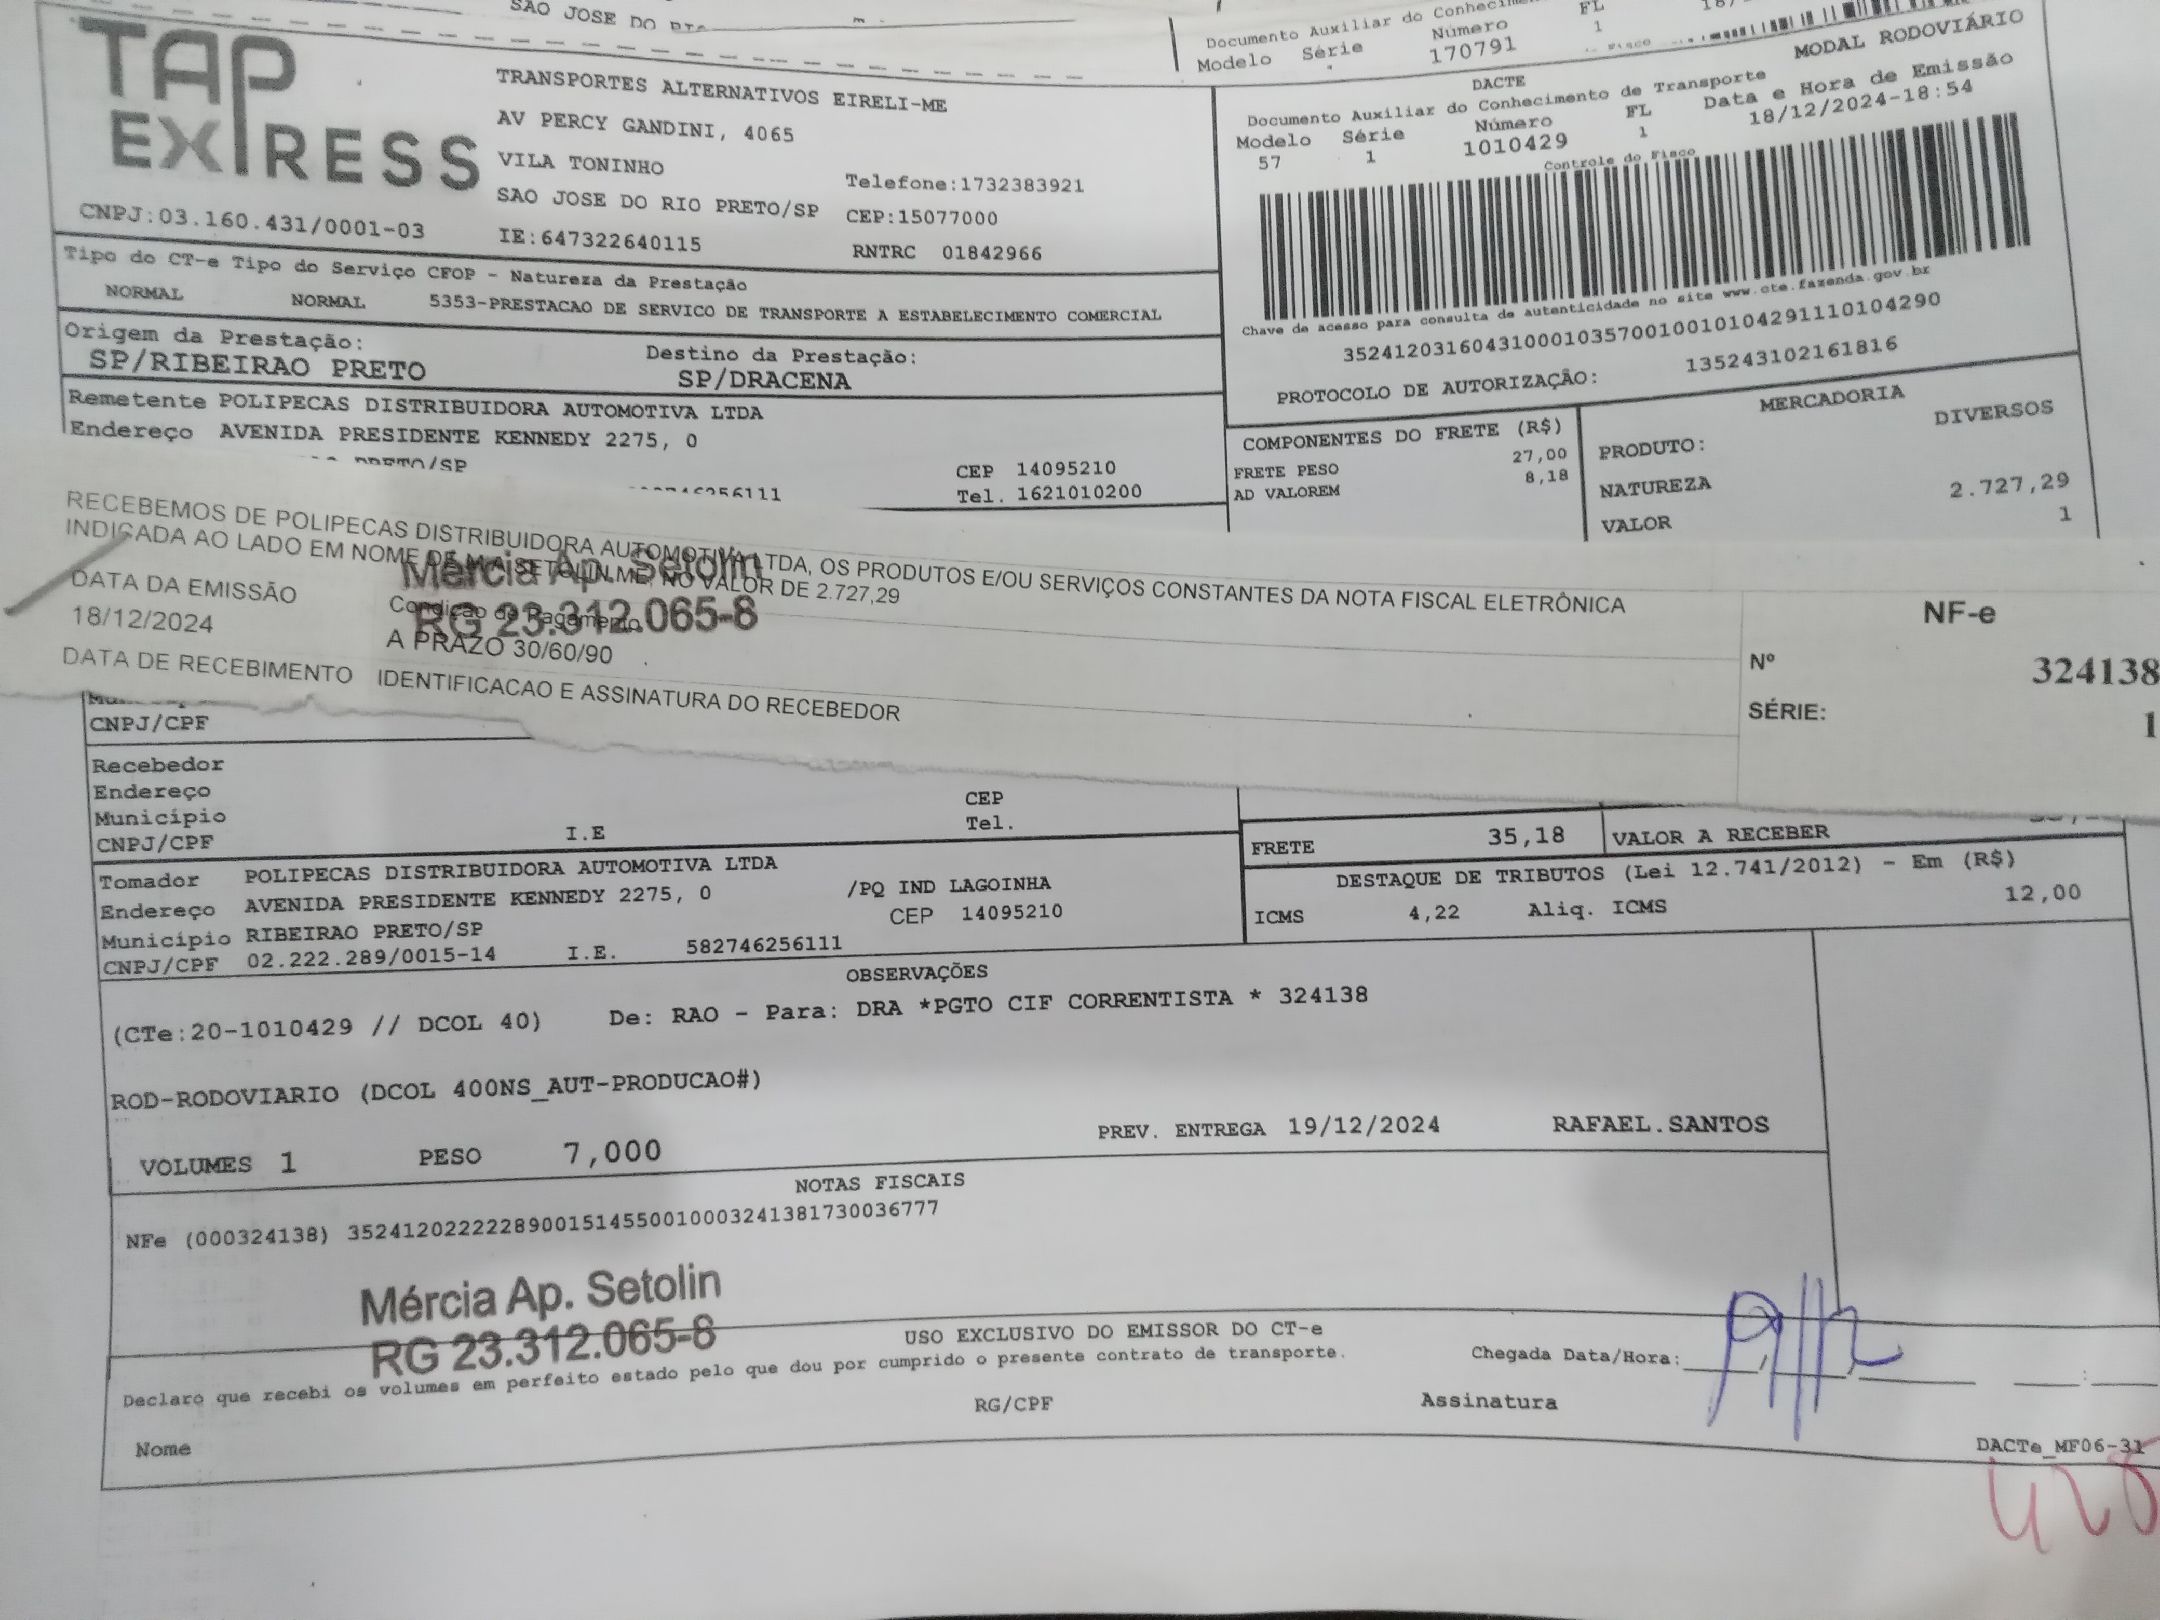 SAO JOSE DO
Documento Auxiliar do
Modelo Série Número FL
170791 1
TAP EXPRESS
TRANSPORTES ALTERNATIVOS EIRELI-ME
AV PERCY GANDINI, 4065
VILA TONINHO
Telefone:1732383921
SAO JOSE DO RIO PRETO/SP CEP:15077000
CNPJ:03.160.431/0001-03
IE:647322640115 RNTRC 01842966
DACTE MODAL RODOVIÁRIO
Documento Auxiliar do Conhecimento de Transporte
Modelo Série Número FL Data e Hora de Emissão
57 1 1010429 1 18/12/2024-18:54
Controle do Fisco
Chave de acesso para consulta de autenticidade no site www.cte.fazenda.gov.br
35241203160431000103570010010104291110104290
PROTOCOLO DE AUTORIZAÇÃO: 135243102161816
Tipo do CT-e Tipo do Serviço CFOP - Natureza da Prestação
NORMAL NORMAL 5353-PRESTACAO DE SERVICO DE TRANSPORTE A ESTABELECIMENTO COMERCIAL
Origem da Prestação: Destino da Prestação:
SP/RIBEIRAO PRETO SP/DRACENA
Remetente POLIPECAS DISTRIBUIDORA AUTOMOTIVA LTDA
Endereço AVENIDA PRESIDENTE KENNEDY 2275, 0
PRETO/SP CEP 14095210
46256111 Tel. 1621010200
COMPONENTES DO FRETE (R$)
FRETE PESO 27,00
AD VALOREM 8,18
MERCADORIA
PRODUTO: DIVERSOS
NATUREZA
VALOR 2.727,29
1
RECEBEMOS DE POLIPECAS DISTRIBUIDORA AUTOMOTIVA LTDA, OS PRODUTOS E/OU SERVIÇOS CONSTANTES DA NOTA FISCAL ELETRÔNICA
INDICADA AO LADO EM NOME DE M A SETOLIN ME, NO VALOR DE 2.727,29
Mércia Ap. Setolin
RG 23.312.065-8
DATA DA EMISSÃO Condicao de Pagamento
18/12/2024 A PRAZO 30/60/90
DATA DE RECEBIMENTO IDENTIFICACAO E ASSINATURA DO RECEBEDOR
NF-e
Nº 324138
SÉRIE: 1
CNPJ/CPF
Recebedor
Endereço
Município CEP
CNPJ/CPF I.E Tel.
FRETE 35,18 VALOR A RECEBER
Tomador POLIPECAS DISTRIBUIDORA AUTOMOTIVA LTDA
Endereço AVENIDA PRESIDENTE KENNEDY 2275, 0 /PQ IND LAGOINHA
Município RIBEIRAO PRETO/SP CEP 14095210
CNPJ/CPF 02.222.289/0015-14 I.E. 582746256111
DESTAQUE DE TRIBUTOS (Lei 12.741/2012) - Em (R$)
ICMS 4,22 Aliq. ICMS 12,00
OBSERVAÇÕES
(CTe:20-1010429 // DCOL 40) De: RAO - Para: DRA *PGTO CIF CORRENTISTA * 324138
ROD-RODOVIARIO (DCOL 400NS_AUT-PRODUCAO#)
VOLUMES 1 PESO 7,000 PREV. ENTREGA 19/12/2024 RAFAEL.SANTOS
NOTAS FISCAIS
NFe (000324138) 35241202222289001514550010003241381730036777
Mércia Ap. Setolin
RG 23.312.065-8
USO EXCLUSIVO DO EMISSOR DO CT-e
Declaro que recebi os volumes em perfeito estado pelo que dou por cumprido o presente contrato de transporte.
Chegada Data/Hora:
Nome RG/CPF Assinatura
DACTe_MF06-31